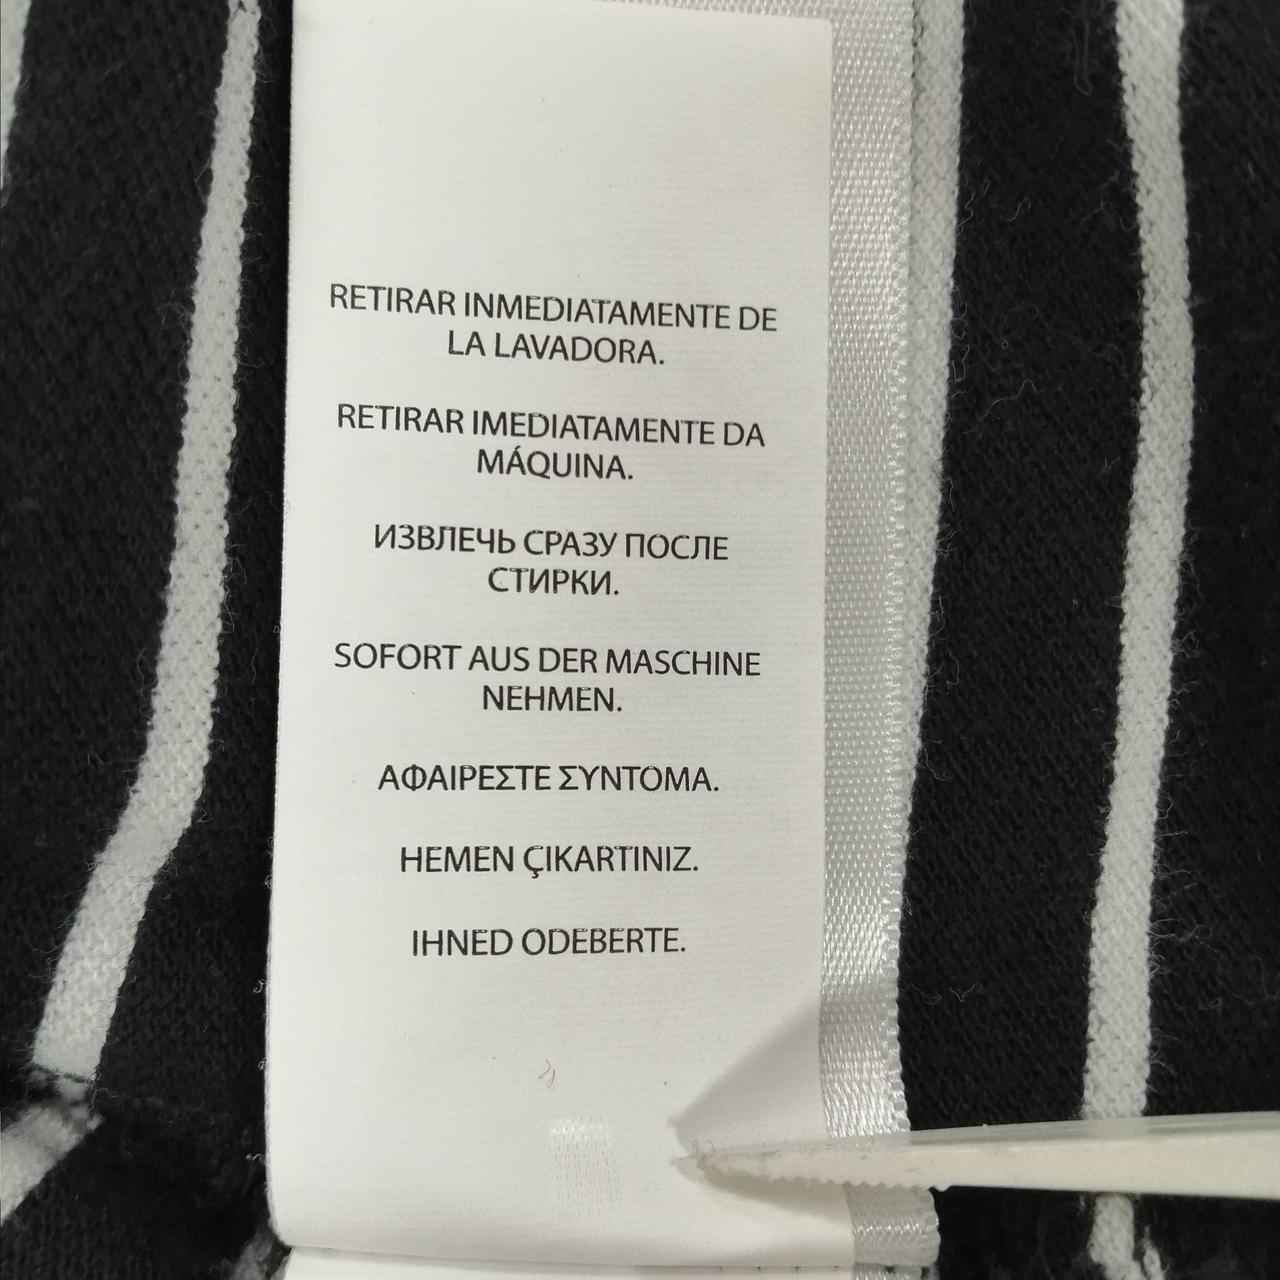 RETIRAR INMEDIATAMENTE DE
LA LAVADORA.
RETIRAR IMEDIATAMENTE DA
MÁQUINA.
ИЗВЛЕЧЬ СРАЗУ ПОСЛЕ
СТИРКИ.
SOFORT AUS DER MASCHINE
NEHMEN.
ΑΦΑΙΡΕΣΤΕ ΣΥΝΤΟΜΑ.
HEMEN ÇIKARTINIZ.
IHNED ODEBERTE.